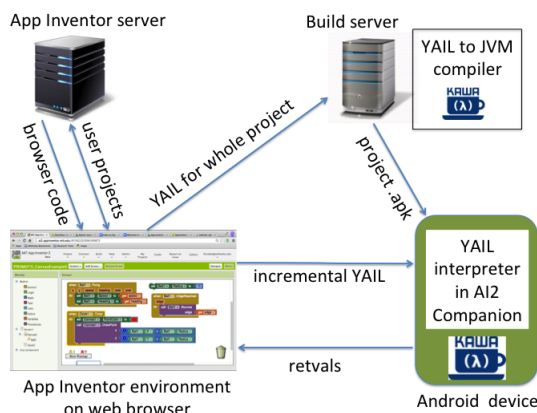 App Inventor server
Build server
YAIL to JVM
compiler
KAWA
(λ)
browser code
user projects
YAIL for whole project
project .apk
incremental YAIL
retvals
YAIL
interpreter
in AI2
Companion
KAWA
(λ)
App Inventor environment
on web browser
Android device